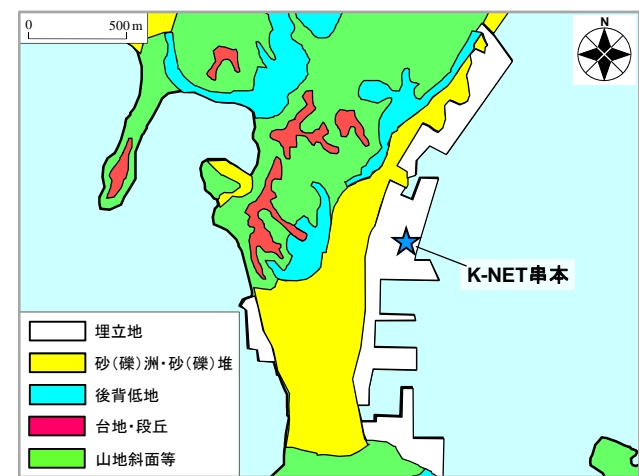 0 500 m
N
K-NET串本
埋立地
砂(礫)洲・砂(礫)堆
後背低地
台地・段丘
山地斜面等